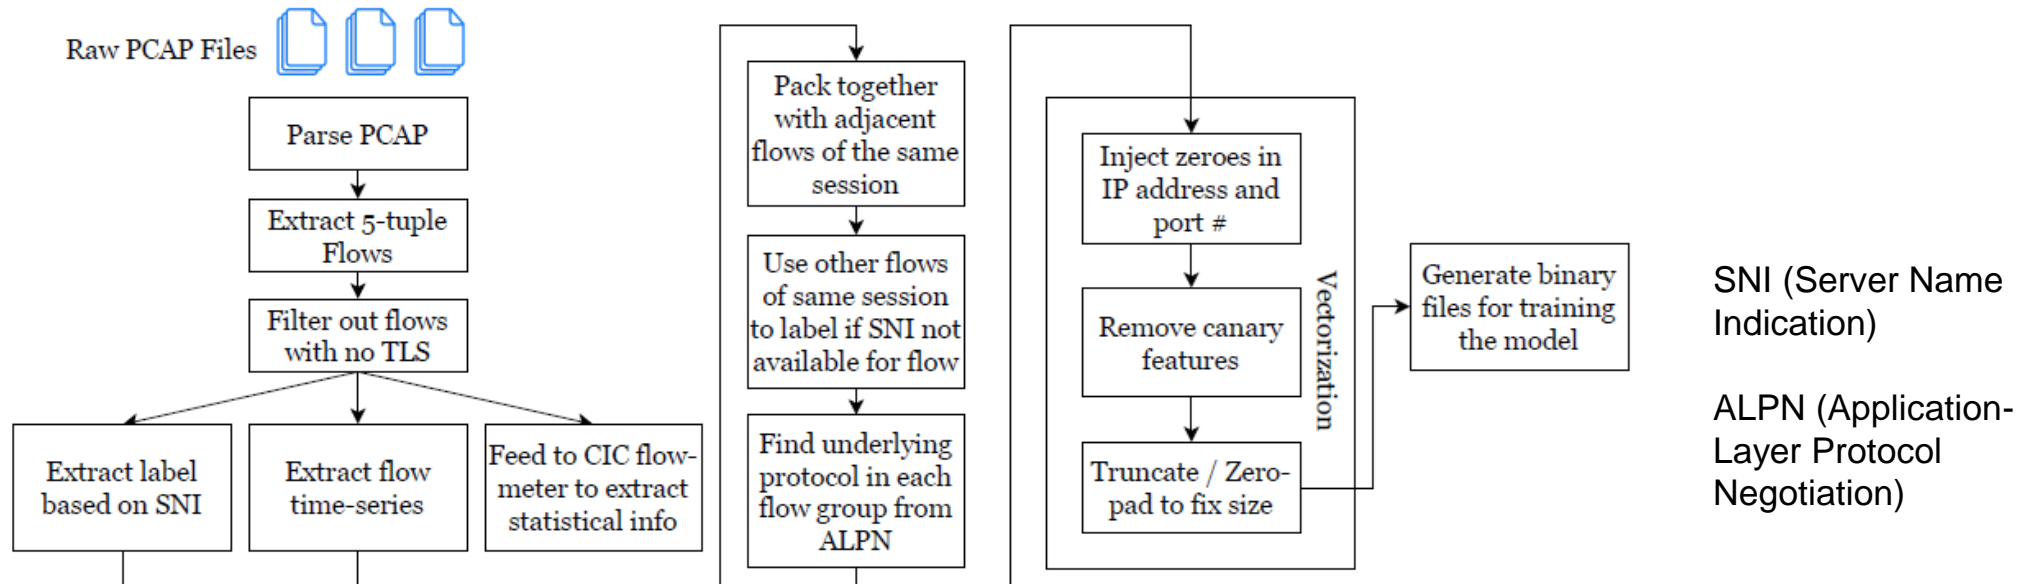 Raw PCAP Files
Parse PCAP
Extract 5-tuple
Flows
Filter out flows
with no TLS
Extract label
based on SNI
Extract flow
time-series
Feed to CIC flow-
meter to extract
statistical info
Pack together
with adjacent
flows of the same
session
Use other flows
of same session
to label if SNI not
available for flow
Find underlying
protocol in each
flow group from
ALPN
Inject zeroes in
IP address and
port #
Remove canary
features
Truncate / Zero-
pad to fix size
Vectorization
Generate binary
files for training
the model
SNI (Server Name
Indication)
ALPN (Application-
Layer Protocol
Negotiation)